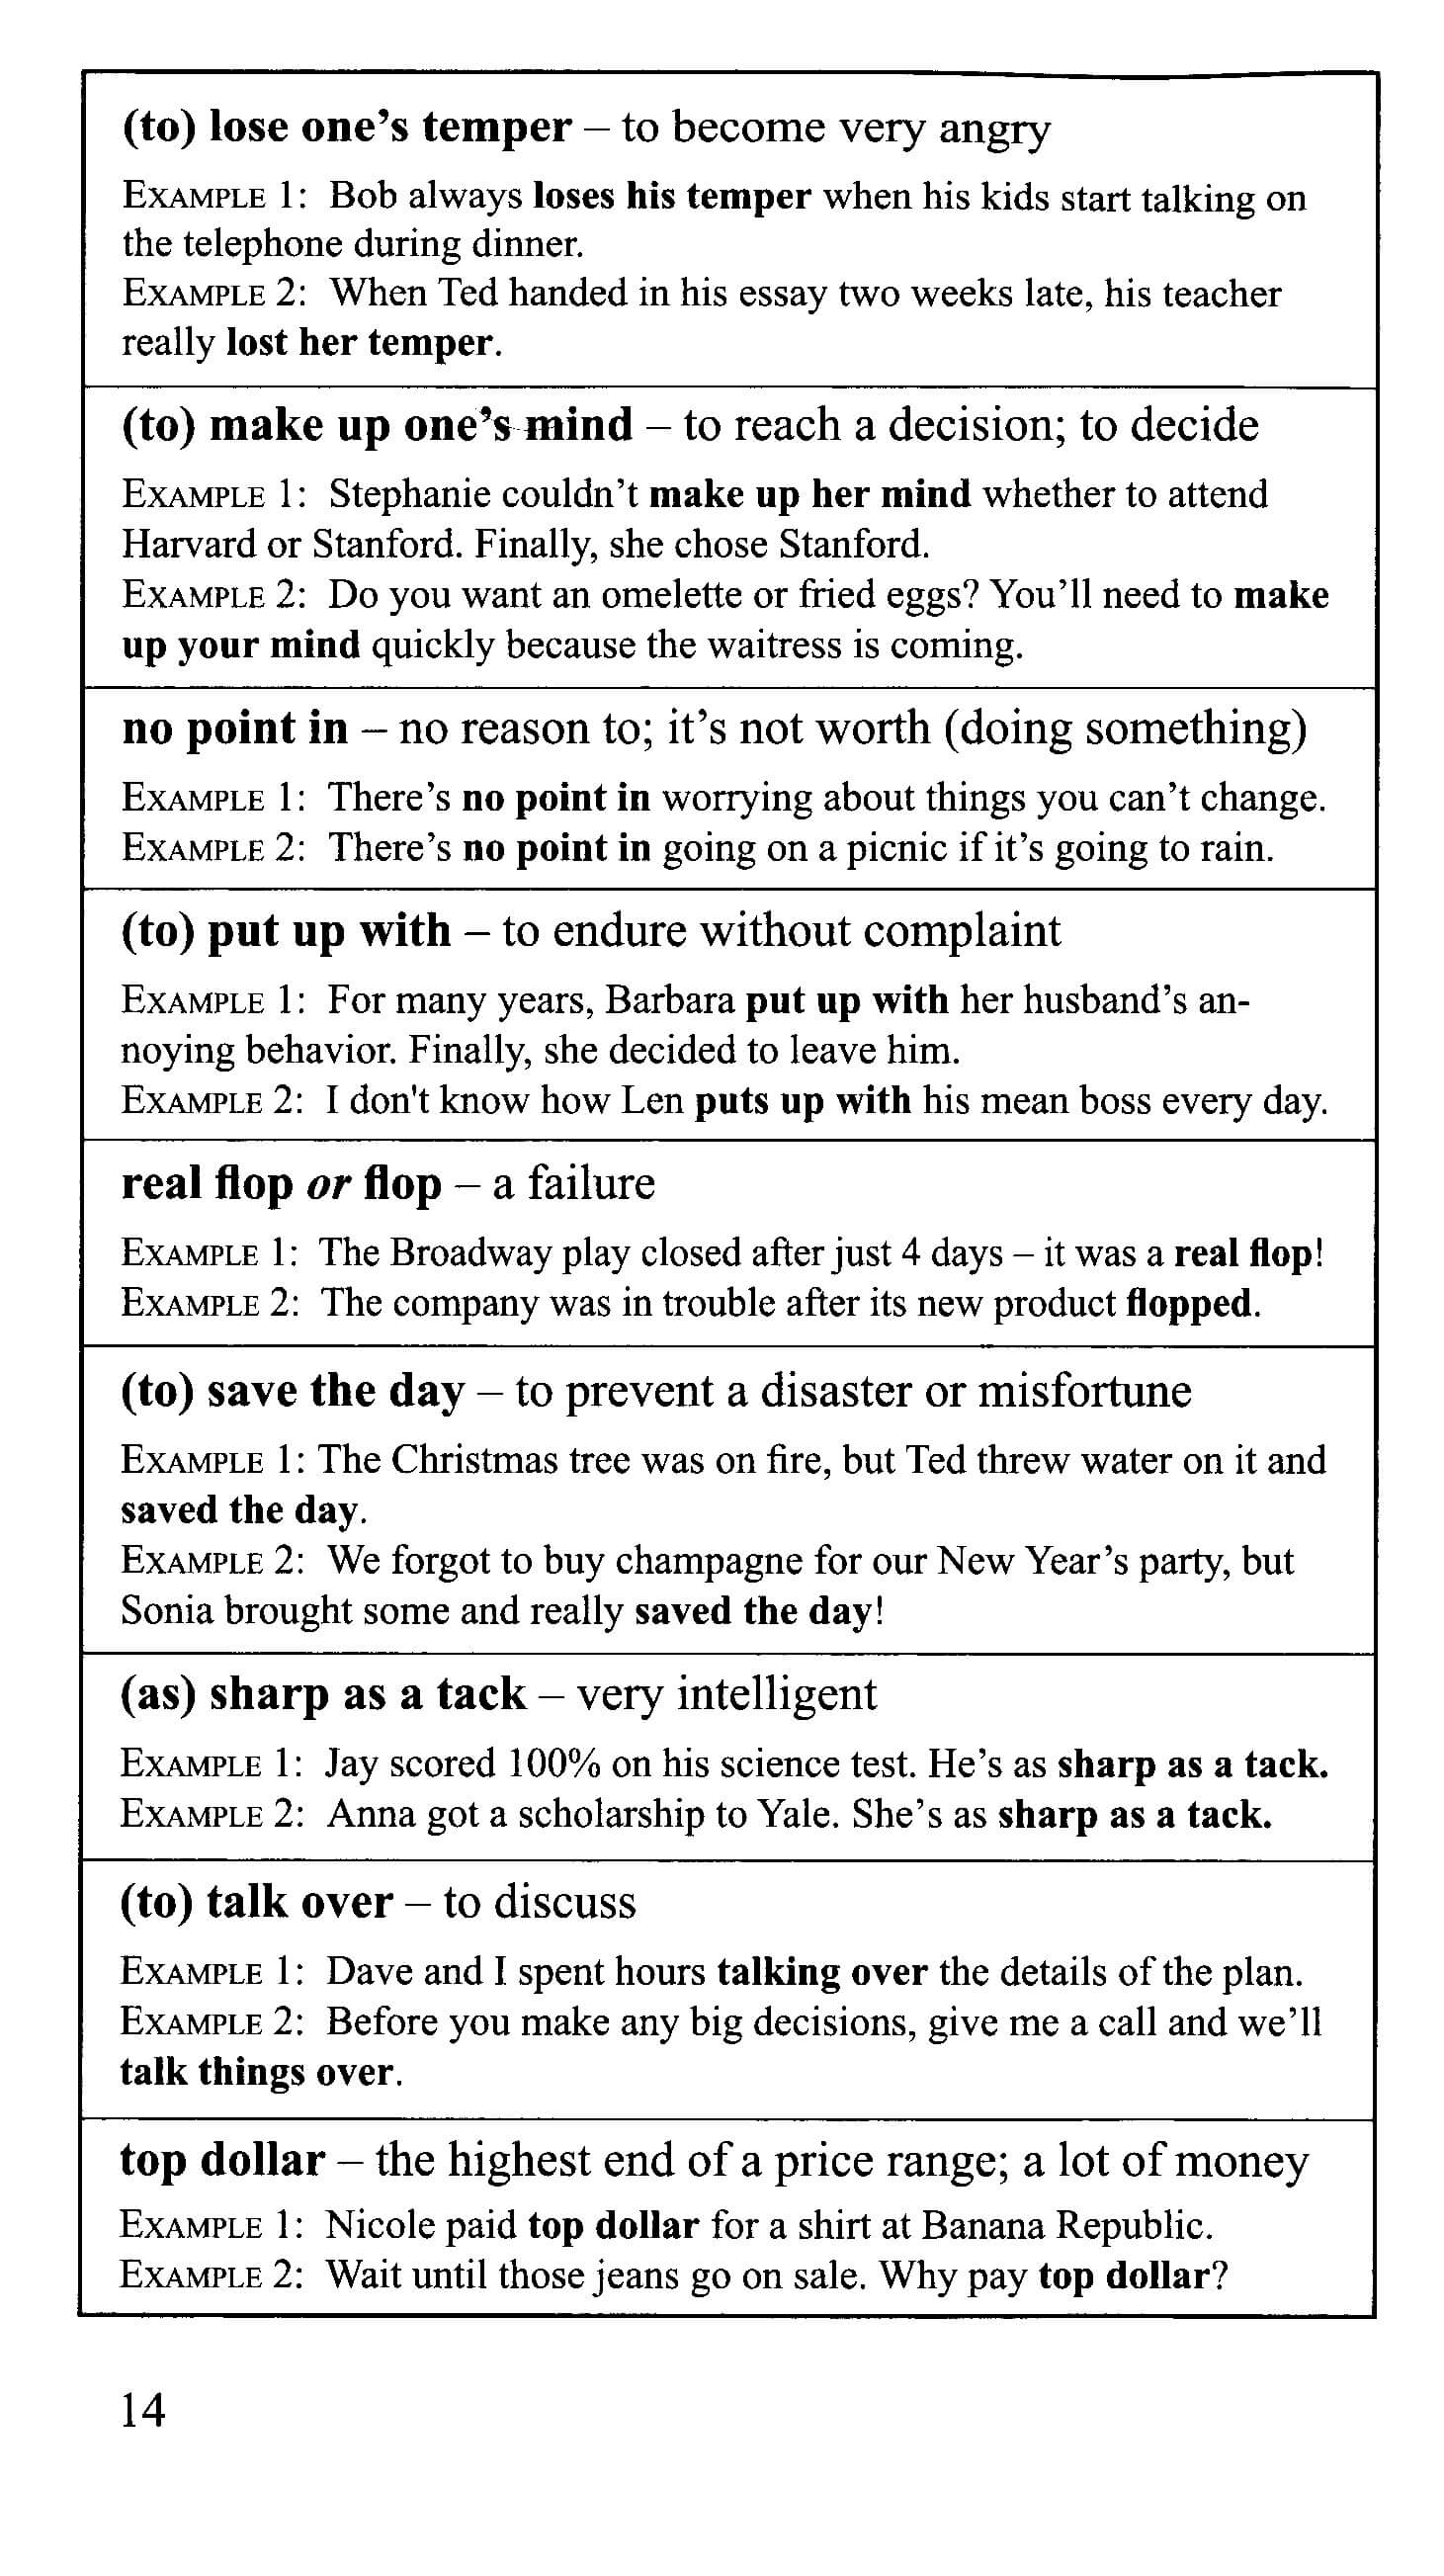 (to) lose one’s temper – to become very angry
EXAMPLE 1: Bob always loses his temper when his kids start talking on
the telephone during dinner.
EXAMPLE 2: When Ted handed in his essay two weeks late, his teacher
really lost her temper.
(to) make up one’s mind – to reach a decision; to decide
EXAMPLE 1: Stephanie couldn’t make up her mind whether to attend
Harvard or Stanford. Finally, she chose Stanford.
EXAMPLE 2: Do you want an omelette or fried eggs? You’ll need to make
up your mind quickly because the waitress is coming.
no point in – no reason to; it’s not worth (doing something)
EXAMPLE 1: There’s no point in worrying about things you can’t change.
EXAMPLE 2: There’s no point in going on a picnic if it’s going to rain.
(to) put up with – to endure without complaint
EXAMPLE 1: For many years, Barbara put up with her husband’s an-
noying behavior. Finally, she decided to leave him.
EXAMPLE 2: I don't know how Len puts up with his mean boss every day.
real flop or flop – a failure
EXAMPLE 1: The Broadway play closed after just 4 days – it was a real flop!
EXAMPLE 2: The company was in trouble after its new product flopped.
(to) save the day – to prevent a disaster or misfortune
EXAMPLE 1: The Christmas tree was on fire, but Ted threw water on it and
saved the day.
EXAMPLE 2: We forgot to buy champagne for our New Year’s party, but
Sonia brought some and really saved the day!
(as) sharp as a tack – very intelligent
EXAMPLE 1: Jay scored 100% on his science test. He’s as sharp as a tack.
EXAMPLE 2: Anna got a scholarship to Yale. She’s as sharp as a tack.
(to) talk over – to discuss
EXAMPLE 1: Dave and I spent hours talking over the details of the plan.
EXAMPLE 2: Before you make any big decisions, give me a call and we’ll
talk things over.
top dollar – the highest end of a price range; a lot of money
EXAMPLE 1: Nicole paid top dollar for a shirt at Banana Republic.
EXAMPLE 2: Wait until those jeans go on sale. Why pay top dollar?
14